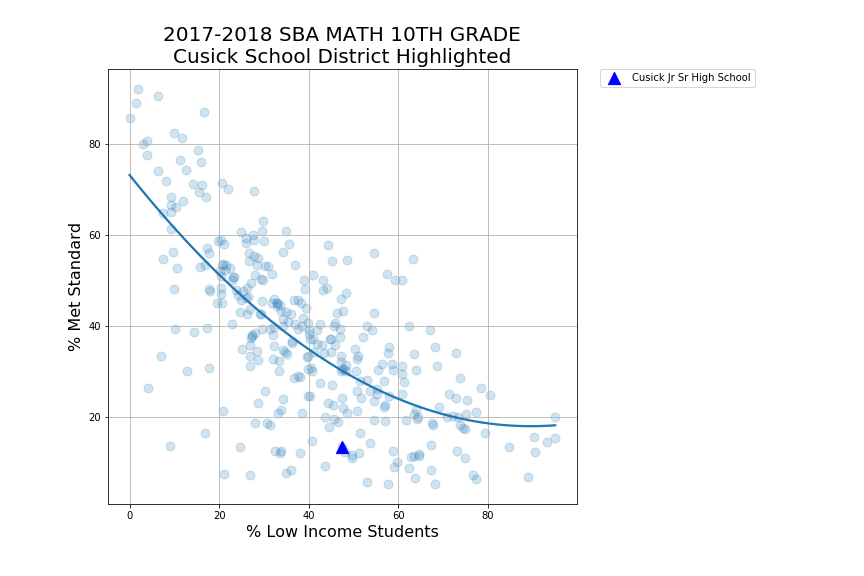 2017-2018 SBA MATH 10TH GRADE
Cusick School District Highlighted
Cusick Jr Sr High School
% Met Standard
80
60
40
20
0
20
40
60
80
% Low Income Students